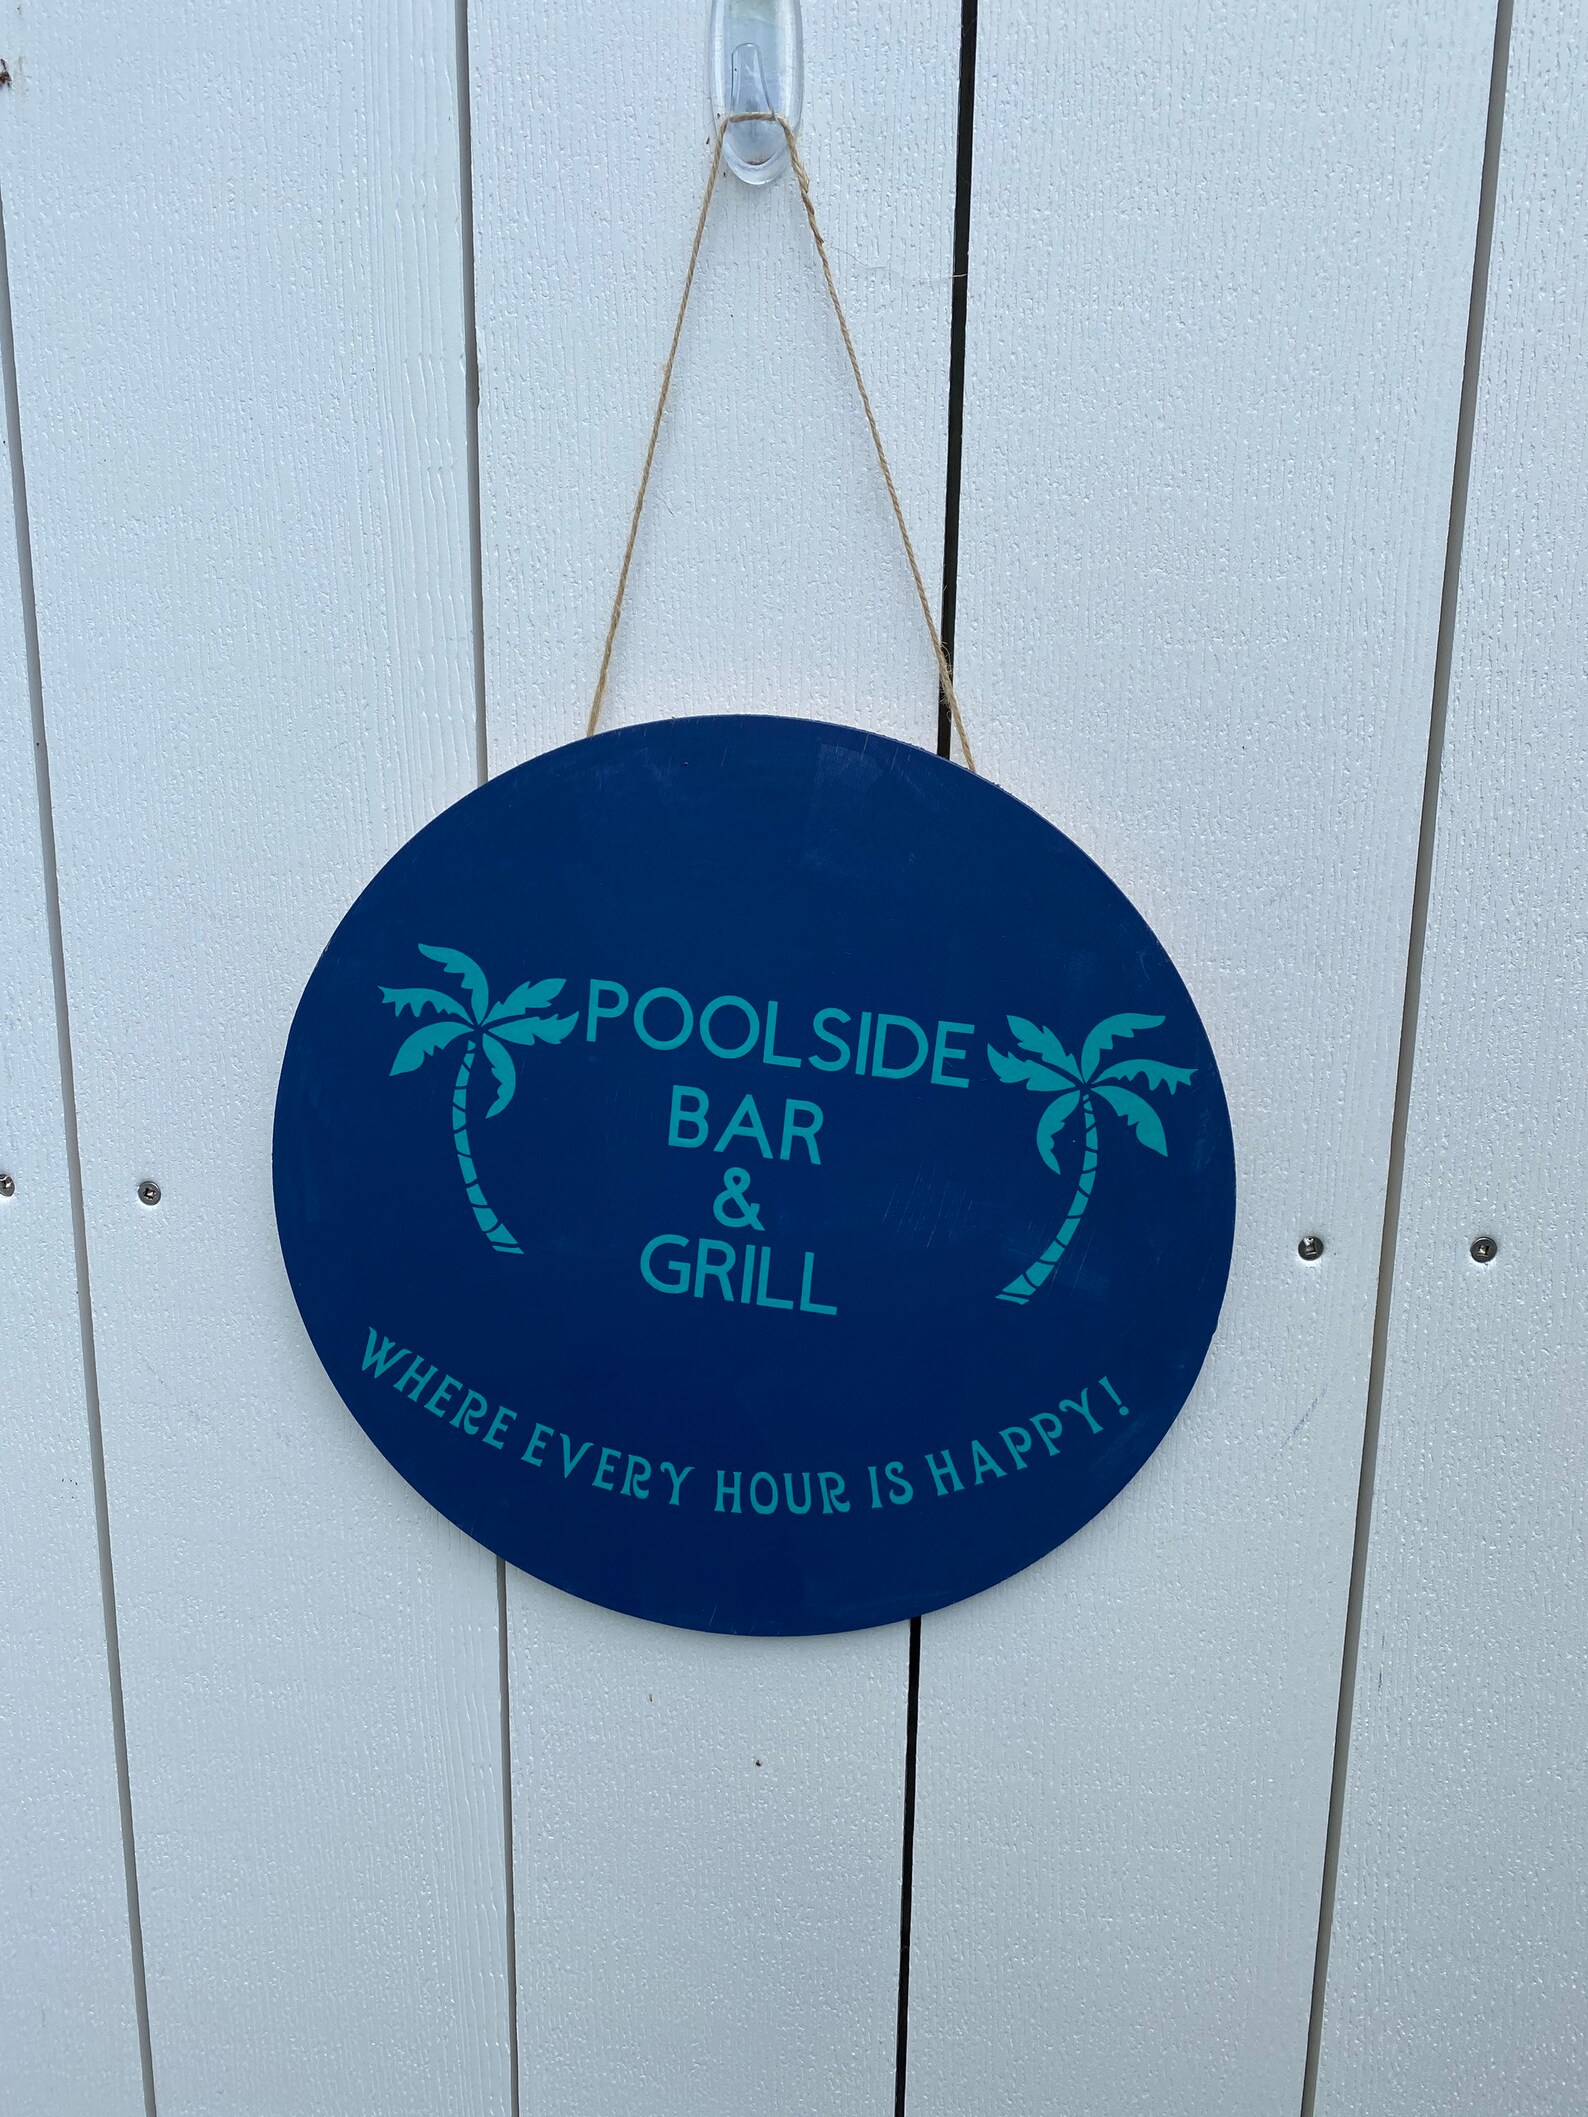 POOLSIDE
BAR
&
GRILL
WHERE EVERY HOUR IS HAPPY!